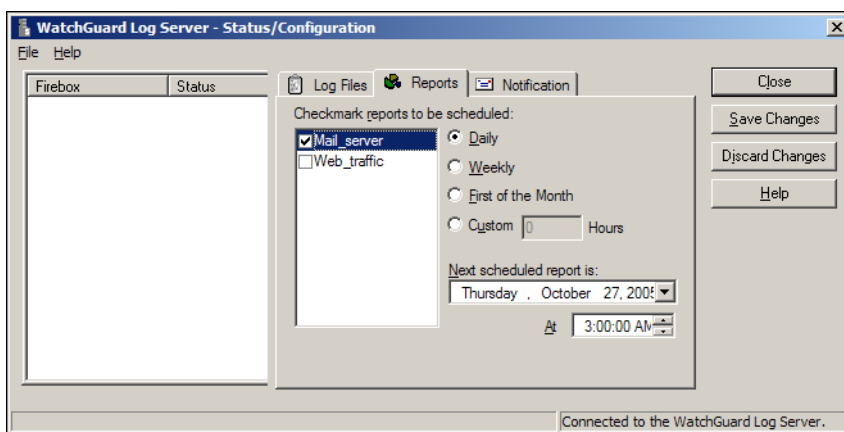 WatchGuard Log Server - Status/Configuration
File Help
Firebox Status
Log Files Reports Notification
Checkmark reports to be scheduled:
Mail_server
Web_traffic
Daily
Weekly
First of the Month
Custom 0 Hours
Next scheduled report is:
Thursday , October 27, 2005
At 3:00:00 AM
Close
Save Changes
Discard Changes
Help
Connected to the WatchGuard Log Server.